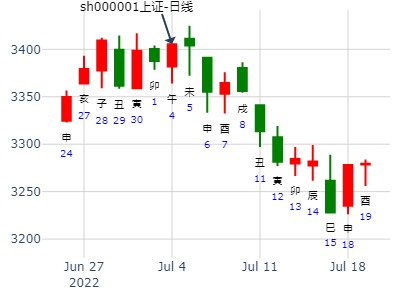 sh000001上证-日线
3400
3350
3300
3250
3200
申
24
亥
27
子
28
丑
29
寅
30
卯
1
午
4
未
5
申
6
酉
7
戌
8
丑
11
寅
12
卯
13
辰
14
巳
15
申
18
酉
19
Jun 27
2022
Jul 4
Jul 11
Jul 18